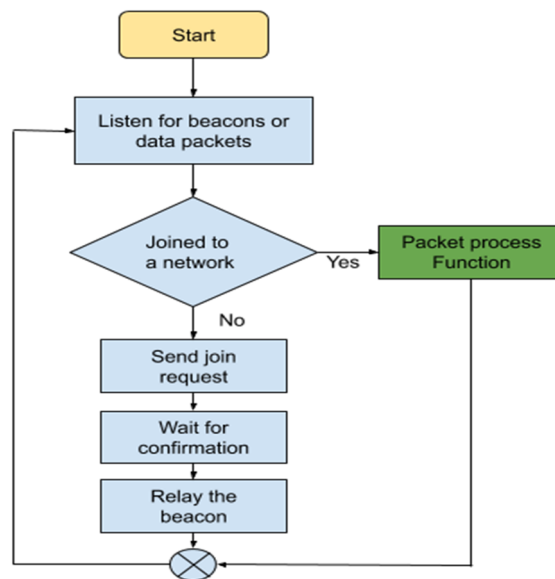 Start
Listen for beacons or
data packets
Joined to
a network
Yes
Packet process
Function
No
Send join
request
Wait for
confirmation
Relay the
beacon